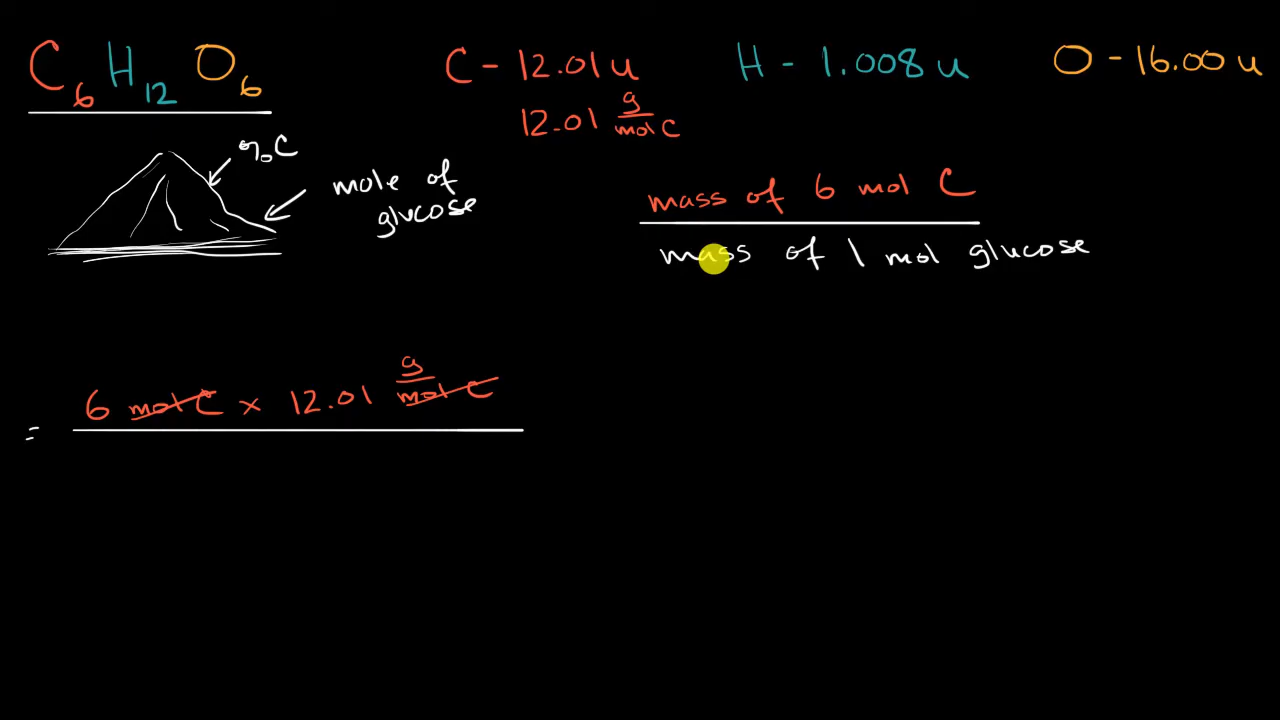 C6H12O6
C - 12.01 u
H - 1.008 u
O - 16.00 u
12.01 g/mol C
% C
mole of
glucose
mass of 6 mol C
mass of 1 mol glucose
= 6 mol C × 12.01 g/mol C